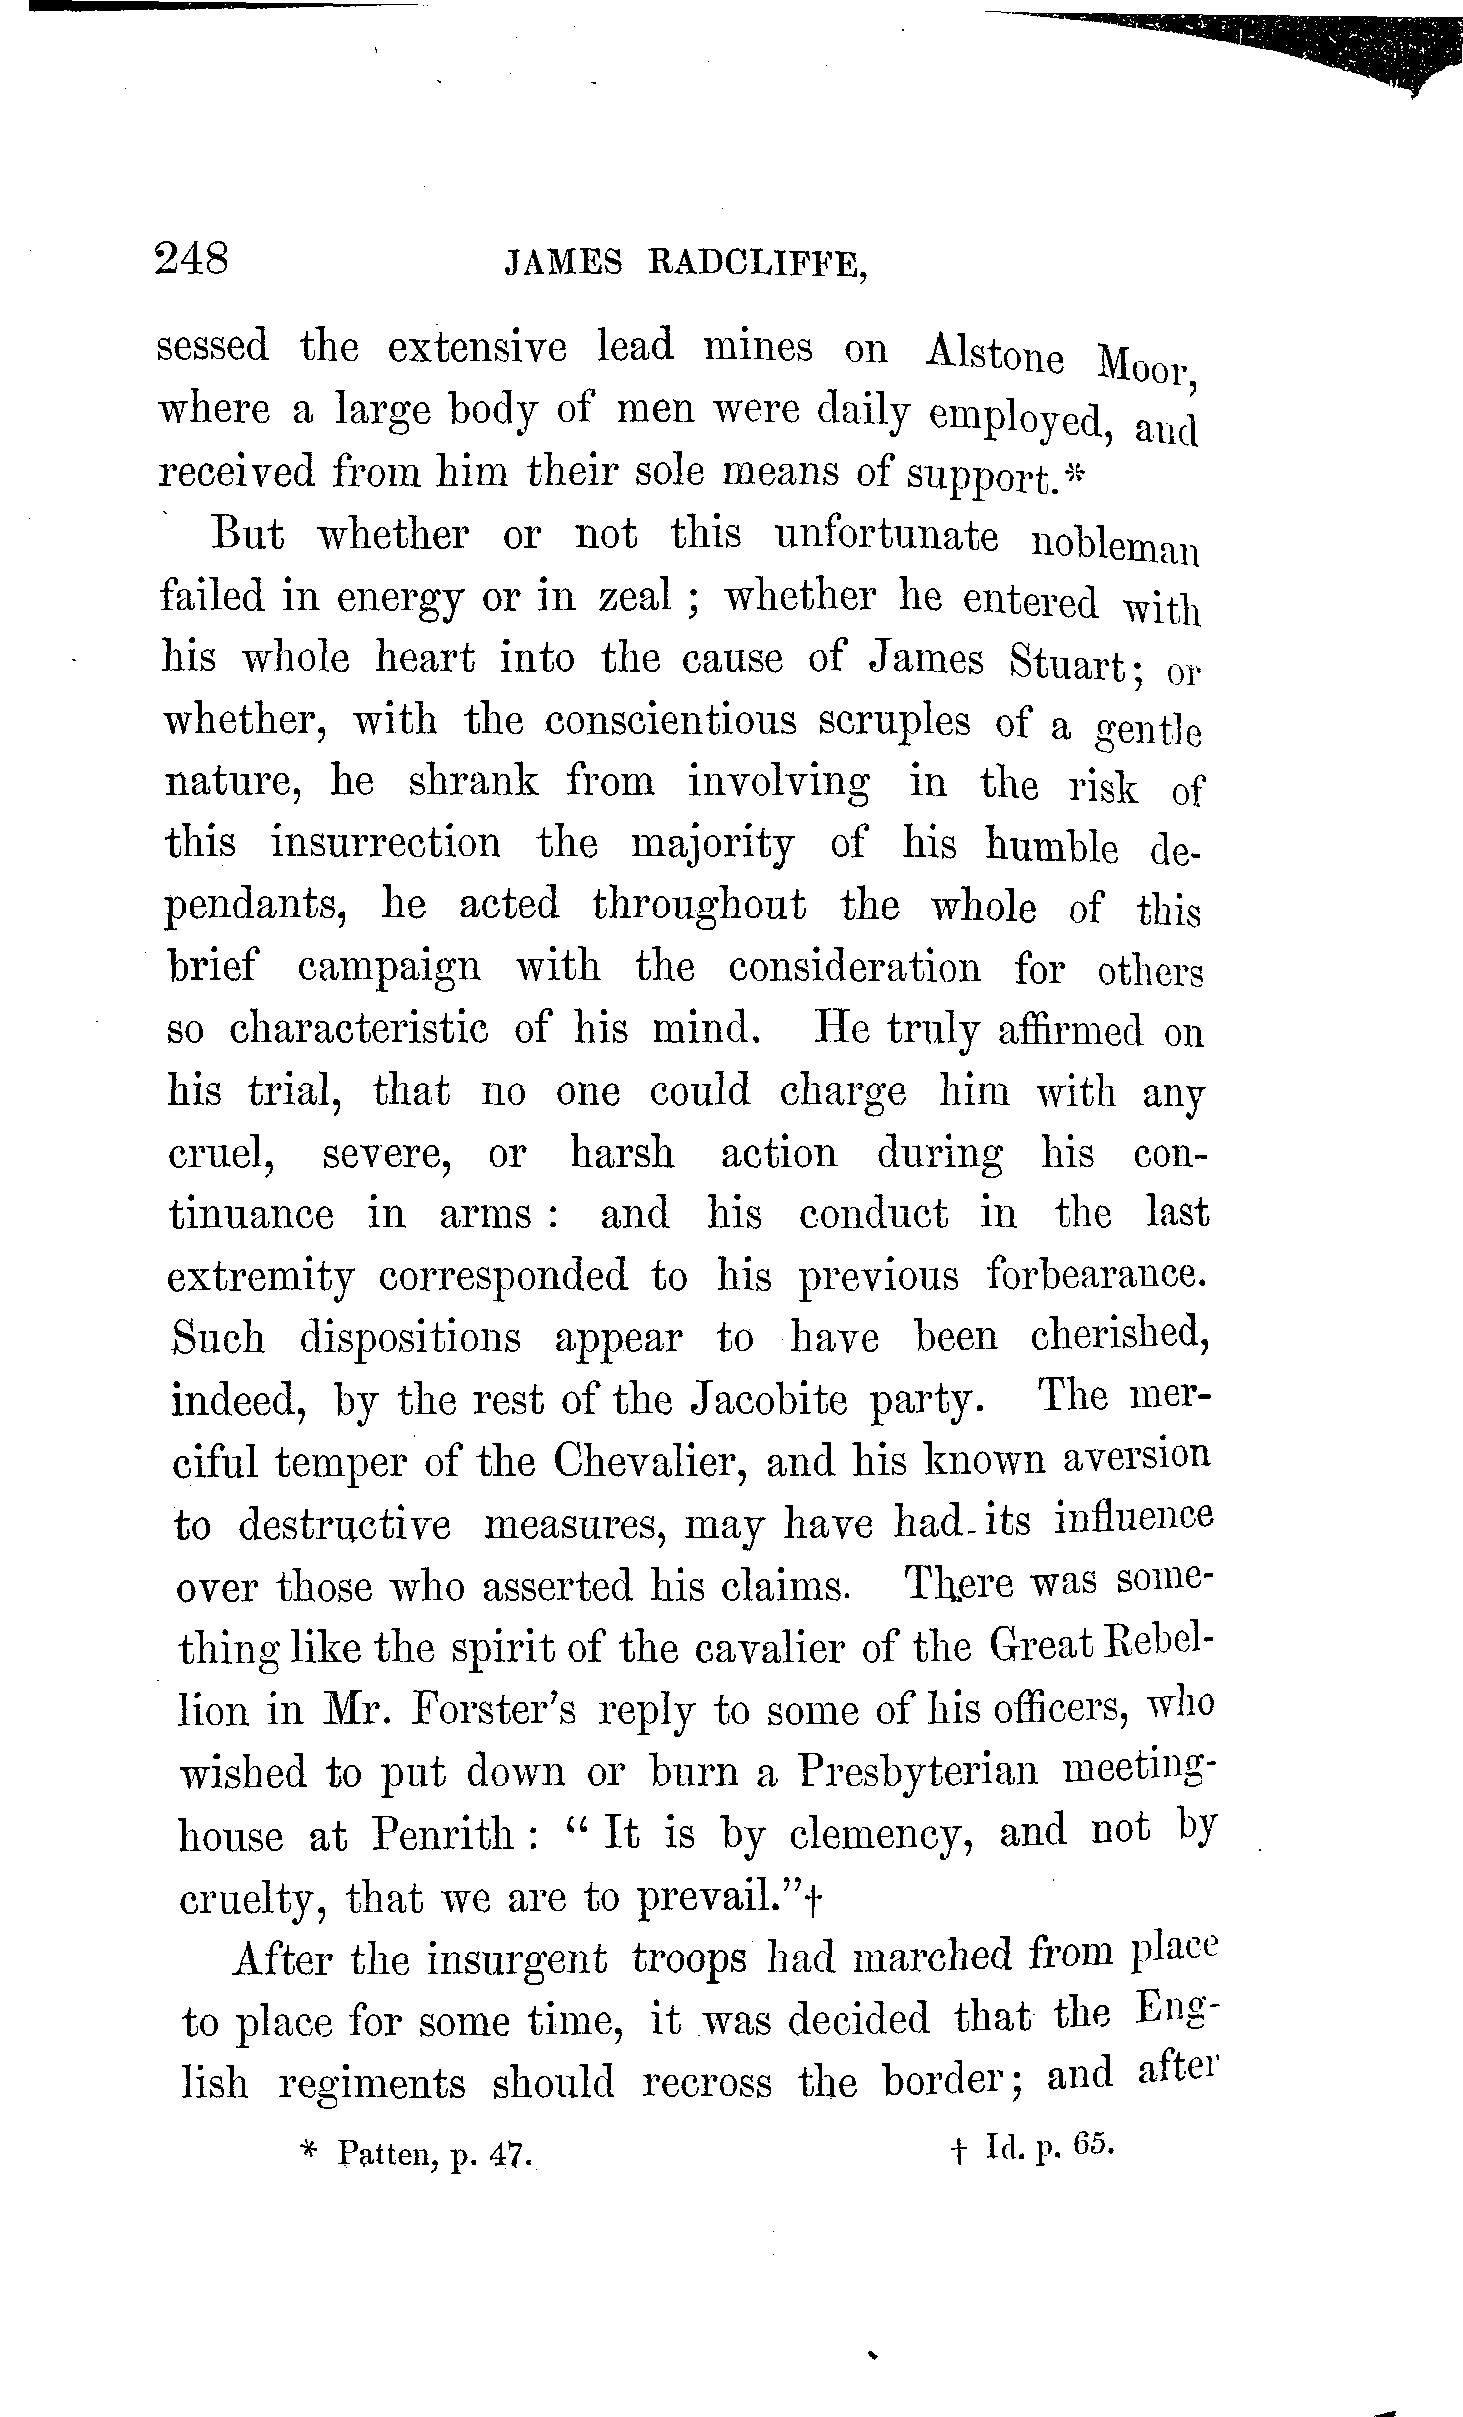 248 JAMES RADCLIFFE,
sessed the extensive lead mines on Alstone Moor,
where a large body of men were daily employed, and
received from him their sole means of support.*
But whether or not this unfortunate nobleman
failed in energy or in zeal ; whether he entered with
his whole heart into the cause of James Stuart; or
whether, with the conscientious scruples of a gentle
nature, he shrank from involving in the risk of
this insurrection the majority of his humble de-
pendants, he acted throughout the whole of this
brief campaign with the consideration for others
so characteristic of his mind. He truly affirmed on
his trial, that no one could charge him with any
cruel, severe, or harsh action during his con-
tinuance in arms : and his conduct in the last
extremity corresponded to his previous forbearance.
Such dispositions appear to have been cherished,
indeed, by the rest of the Jacobite party. The mer-
ciful temper of the Chevalier, and his known aversion
to destructive measures, may have had its influence
over those who asserted his claims. There was some-
thing like the spirit of the cavalier of the Great Rebel-
lion in Mr. Forster's reply to some of his officers, who
wished to put down or burn a Presbyterian meeting-
house at Penrith : “ It is by clemency, and not by
cruelty, that we are to prevail.”†
After the insurgent troops had marched from place
to place for some time, it was decided that the Eng-
lish regiments should recross the border; and after
* Patten, p. 47. † Id. p. 65.